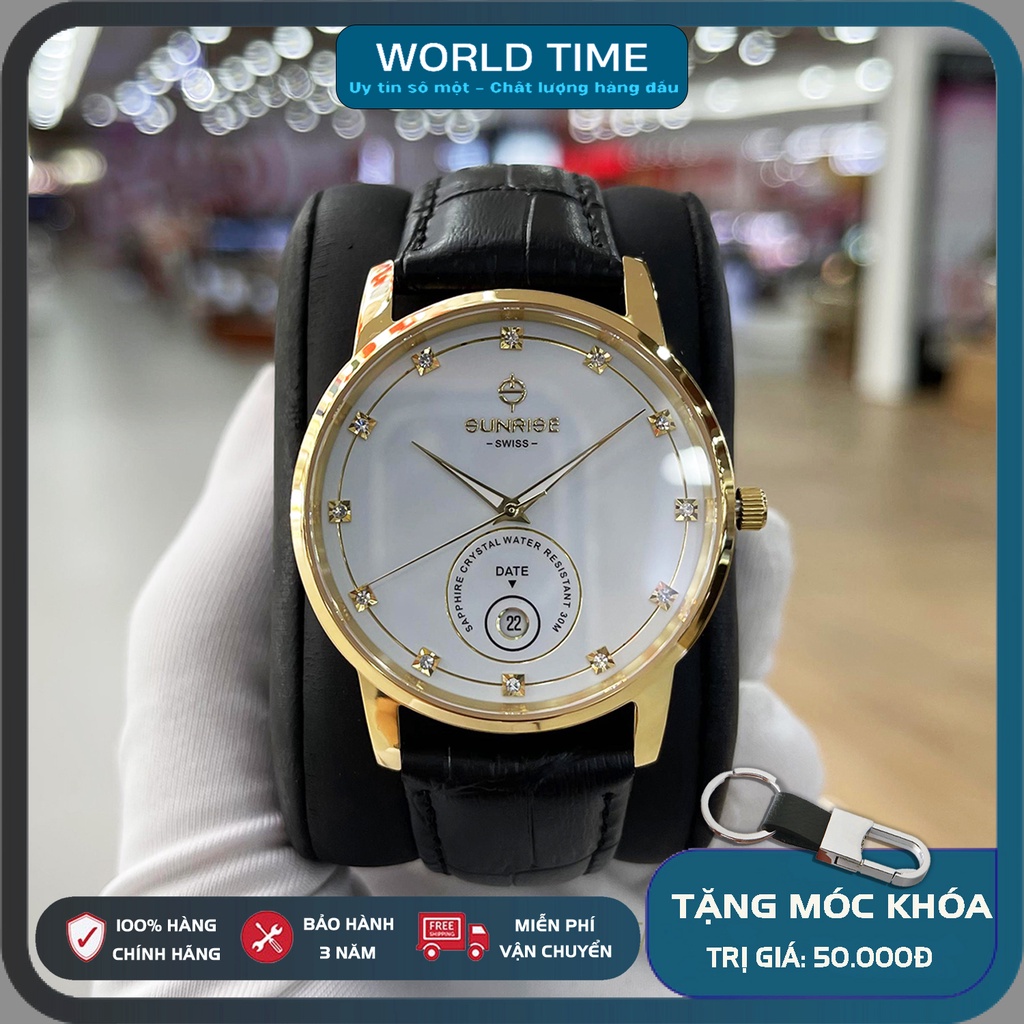 WORLD TIME
Uy tín số một - Chất lượng hàng đầu
SUNRISE
- SWISS -
SAPPHIRE CRYSTAL WATER RESISTANT 30M
DATE
22
100% HÀNG
CHÍNH HÃNG
BẢO HÀNH
3 NĂM
FREE
SHIPPING
MIỄN PHÍ
VẬN CHUYỂN
TẶNG MÓC KHÓA
TRỊ GIÁ: 50.000Đ